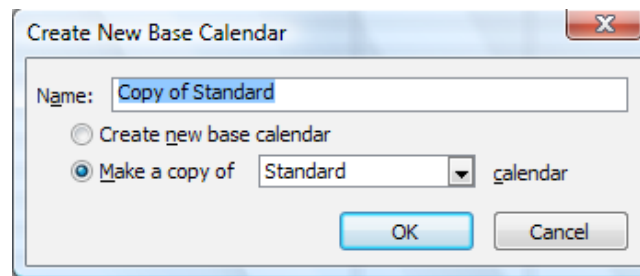 Create New Base Calendar
Name: Copy of Standard
Create new base calendar
Make a copy of Standard calendar
OK Cancel